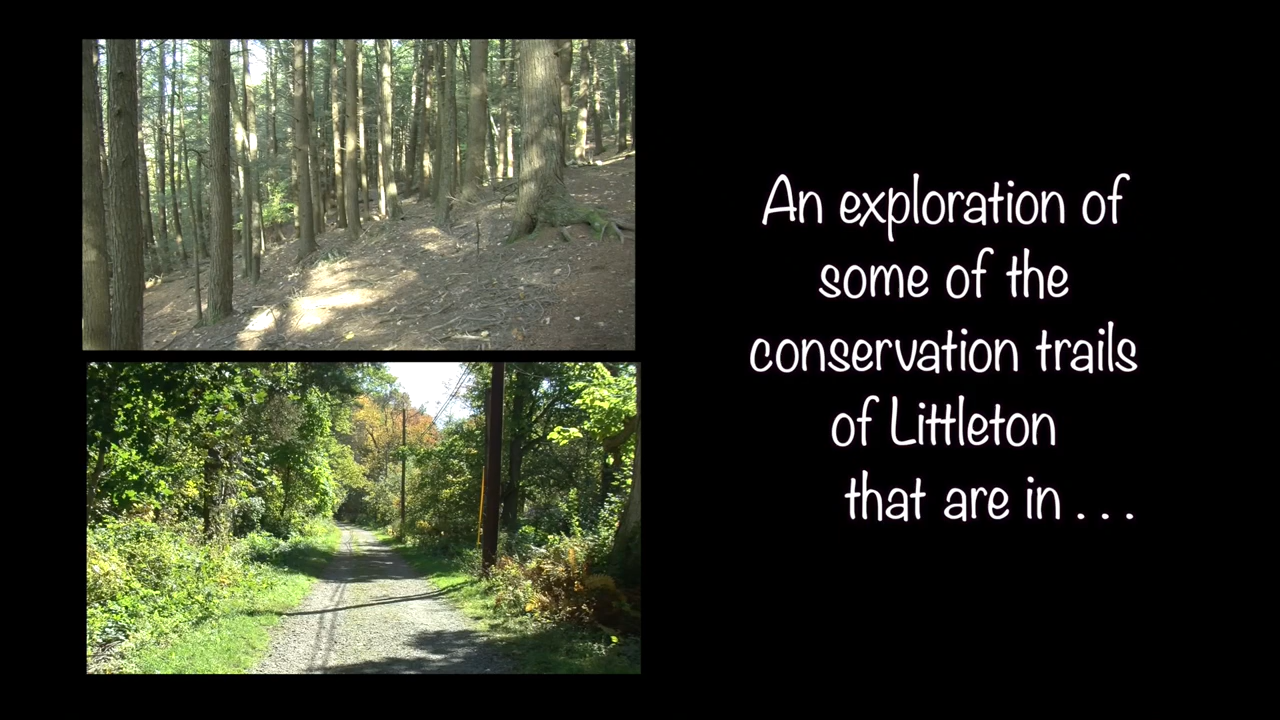 An exploration of
some of the
conservation trails
of Littleton
that are in . . .